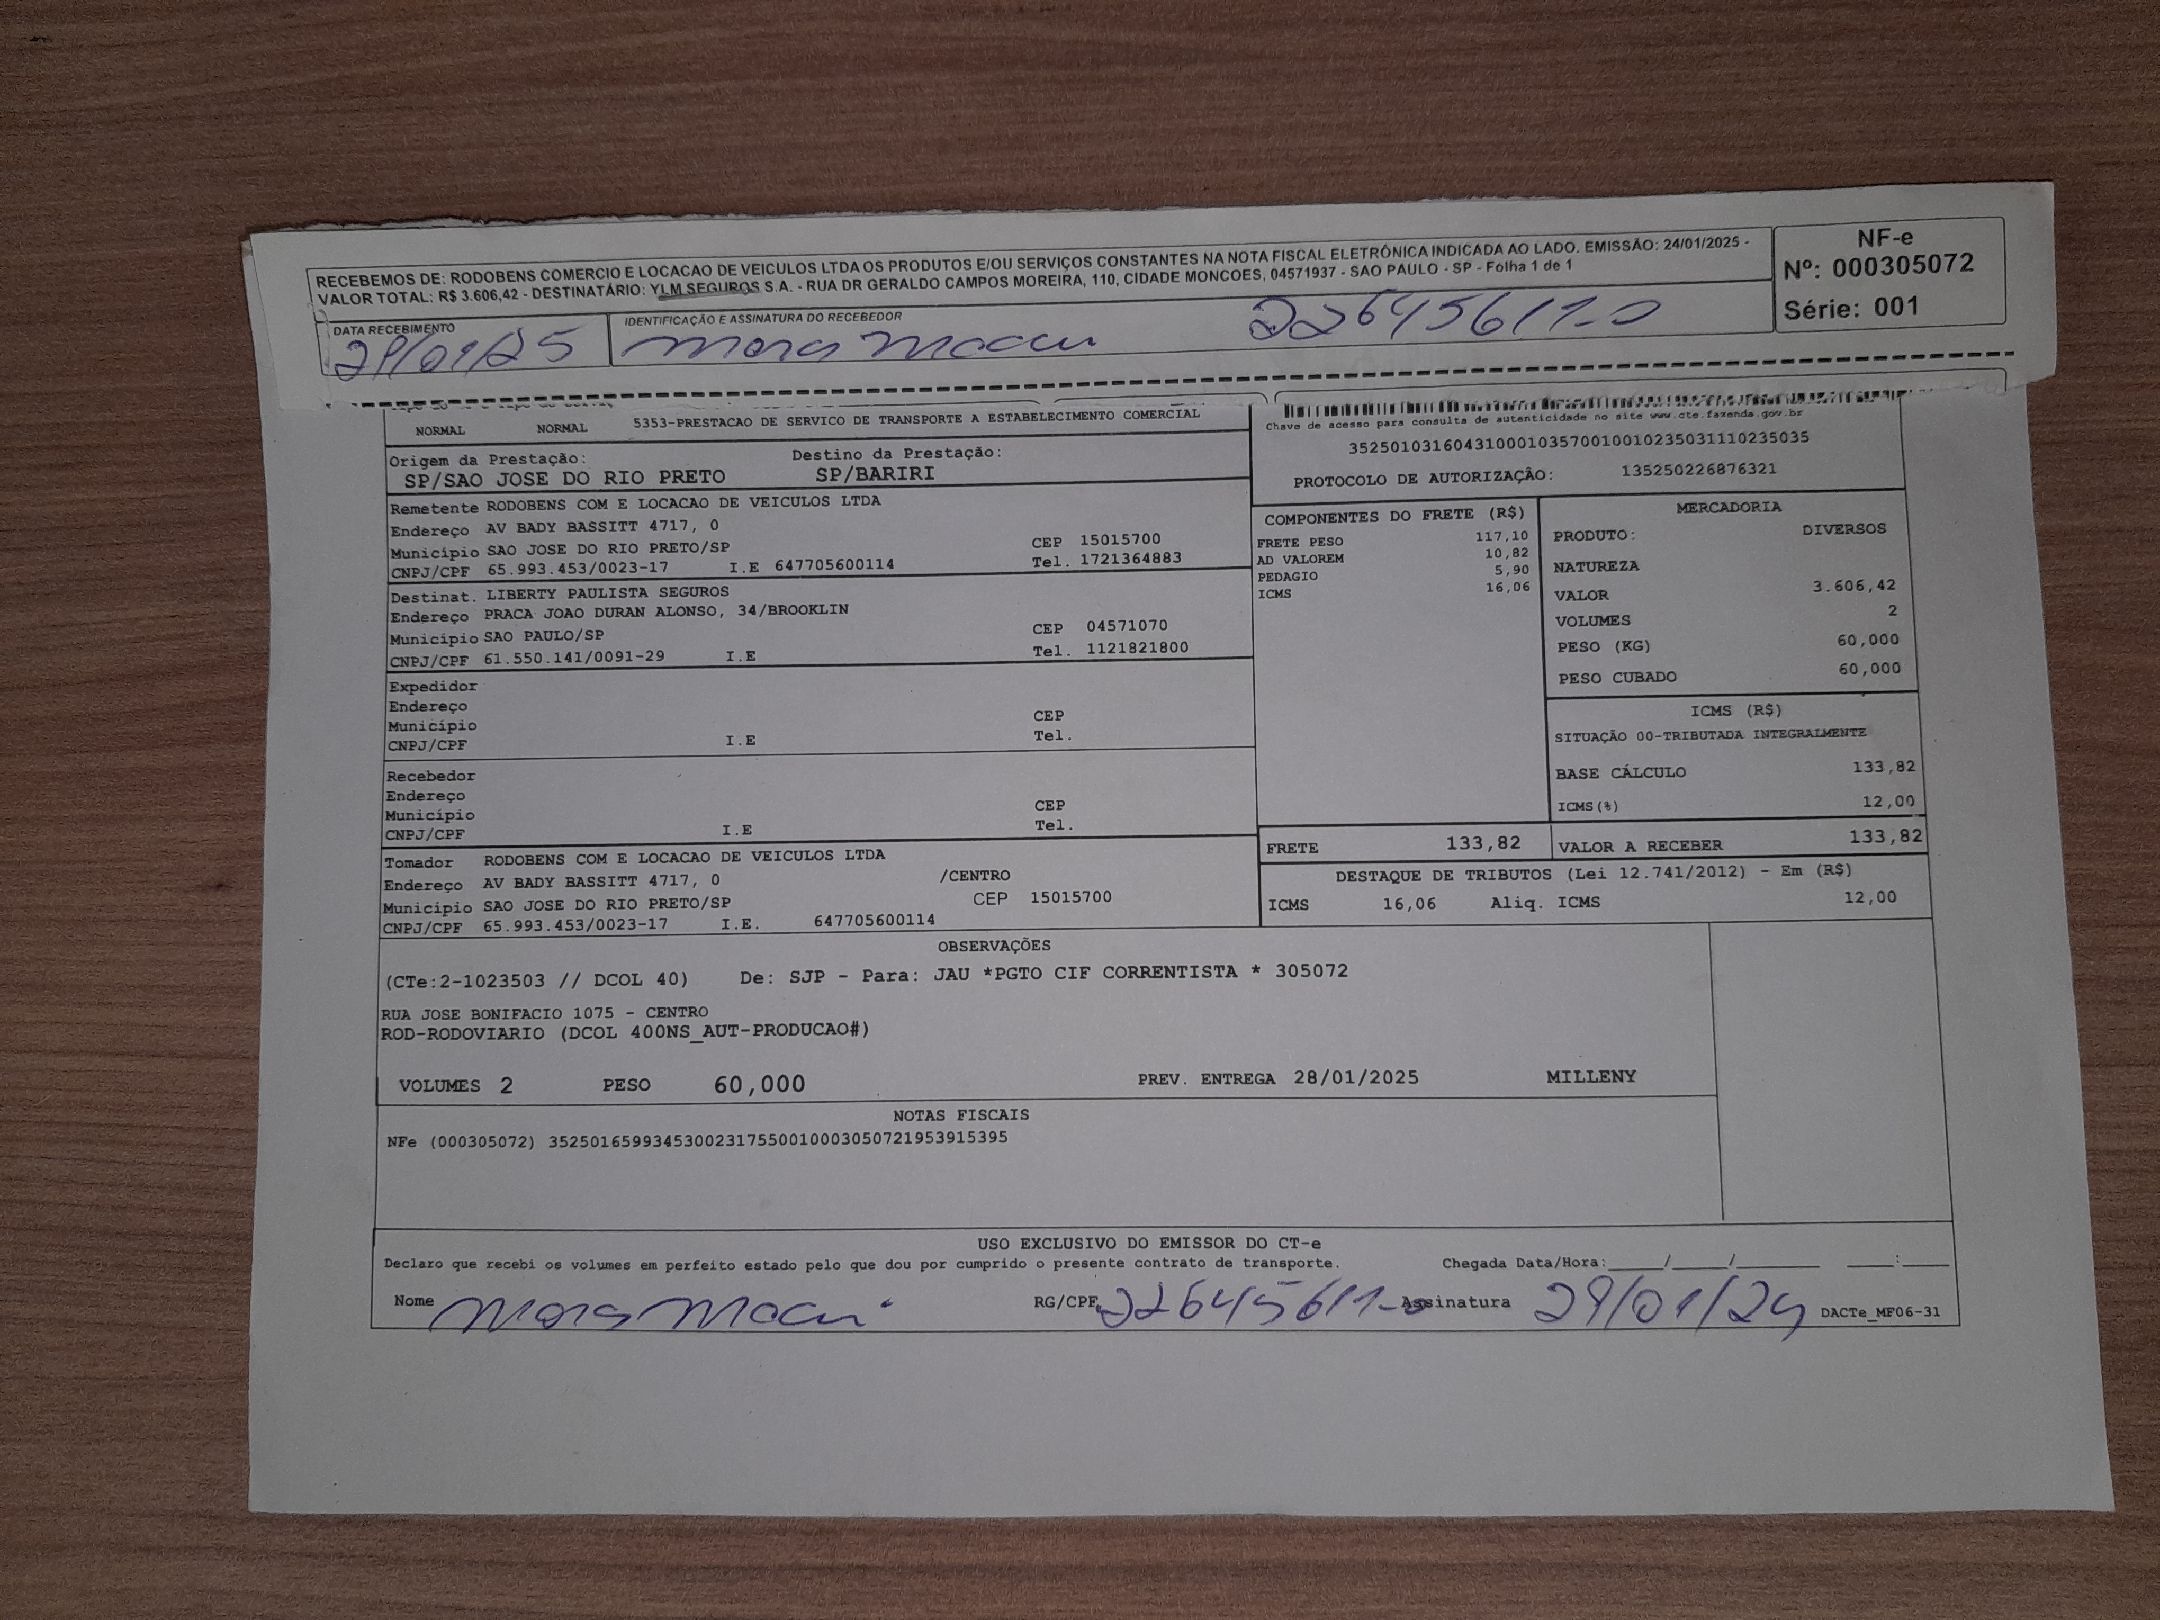 RECEBEMOS DE: RODOBENS COMERCIO E LOCACAO DE VEICULOS LTDA OS PRODUTOS E/OU SERVIÇOS CONSTANTES NA NOTA FISCAL ELETRÔNICA INDICADA AO LADO. EMISSÃO: 24/01/2025 -
VALOR TOTAL: R$ 3.606,42 - DESTINATÁRIO: YLM SEGUROS S.A. - RUA DR GERALDO CAMPOS MOREIRA, 110, CIDADE MONCOES, 04571937 - SAO PAULO - SP - Folha 1 de 1
NF-e
Nº: 000305072
Série: 001
DATA RECEBIMENTO
29/01/25
IDENTIFICAÇÃO E ASSINATURA DO RECEBEDOR
22645611-0
NORMAL NORMAL 5353-PRESTACAO DE SERVICO DE TRANSPORTE A ESTABELECIMENTO COMERCIAL
Chave de acesso para consulta de autenticidade no site www.cte.fazenda.gov.br
35250103160431000103570010010235031110235035
PROTOCOLO DE AUTORIZAÇÃO: 135250226876321
Origem da Prestação: Destino da Prestação:
SP/SAO JOSE DO RIO PRETO SP/BARIRI
Remetente RODOBENS COM E LOCACAO DE VEICULOS LTDA
Endereço AV BADY BASSITT 4717, 0
Município SAO JOSE DO RIO PRETO/SP CEP 15015700
CNPJ/CPF 65.993.453/0023-17 I.E 647705600114 Tel. 1721364883
Destinat. LIBERTY PAULISTA SEGUROS
Endereço PRACA JOAO DURAN ALONSO, 34/BROOKLIN
Município SAO PAULO/SP CEP 04571070
CNPJ/CPF 61.550.141/0091-29 I.E Tel. 1121821800
Expedidor
Endereço
Município CEP
CNPJ/CPF I.E Tel.
Recebedor
Endereço
Município CEP
CNPJ/CPF I.E Tel.
Tomador RODOBENS COM E LOCACAO DE VEICULOS LTDA
Endereço AV BADY BASSITT 4717, 0 /CENTRO
Município SAO JOSE DO RIO PRETO/SP CEP 15015700
CNPJ/CPF 65.993.453/0023-17 I.E. 647705600114
COMPONENTES DO FRETE (R$)
FRETE PESO 117,10
AD VALOREM 10,82
PEDAGIO 5,90
ICMS 16,06
MERCADORIA
PRODUTO: DIVERSOS
NATUREZA
VALOR 3.606,42
VOLUMES 2
PESO (KG) 60,000
PESO CUBADO 60,000
ICMS (R$)
SITUAÇÃO 00-TRIBUTADA INTEGRALMENTE
BASE CÁLCULO 133,82
ICMS(%) 12,00
FRETE 133,82 VALOR A RECEBER 133,82
DESTAQUE DE TRIBUTOS (Lei 12.741/2012) - Em (R$)
ICMS 16,06 Aliq. ICMS 12,00
OBSERVAÇÕES
(CTe:2-1023503 // DCOL 40) De: SJP - Para: JAU *PGTO CIF CORRENTISTA * 305072
RUA JOSE BONIFACIO 1075 - CENTRO
ROD-RODOVIARIO (DCOL 400NS_AUT-PRODUCAO#)
VOLUMES 2 PESO 60,000 PREV. ENTREGA 28/01/2025 MILLENY
NOTAS FISCAIS
NFe (000305072) 35250165993453002317550010003050721953915395
USO EXCLUSIVO DO EMISSOR DO CT-e
Declaro que recebi os volumes em perfeito estado pelo que dou por cumprido o presente contrato de transporte. Chegada Data/Hora:____/____/______ ____:____
Nome RG/CPF 22645611-0 Assinatura 29/01/24 DACTe_MF06-31